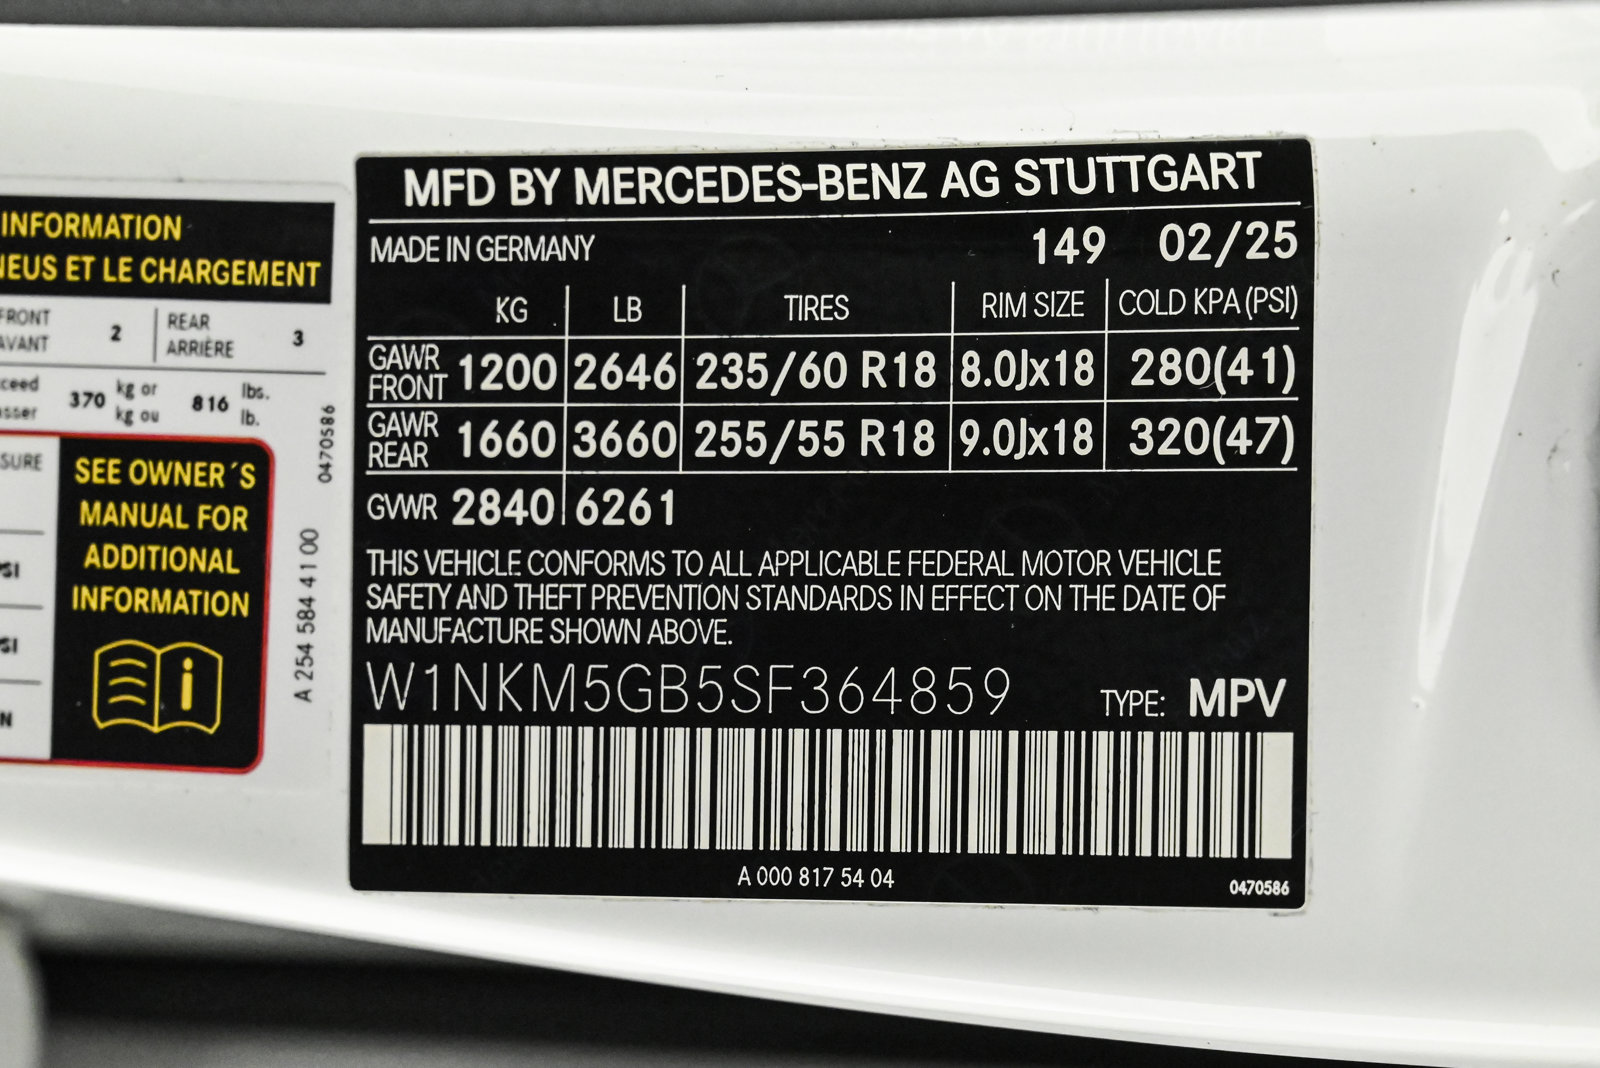 INFORMATION
ET LE CHARGEMENT
FRONT
AVANT
2
REAR
ARRIÈRE
3
370 kg or
kg ou
816 lbs.
lb.
SEE OWNER´S
MANUAL FOR
ADDITIONAL
INFORMATION
i
0470586
A 254 584 41 00
MFD BY MERCEDES-BENZ AG STUTTGART
MADE IN GERMANY 149 02/25
KG LB TIRES RIM SIZE COLD KPA (PSI)
GAWR FRONT 1200 2646 235/60 R18 8.0Jx18 280(41)
GAWR REAR 1660 3660 255/55 R18 9.0Jx18 320(47)
GVWR 2840 6261
THIS VEHICLE CONFORMS TO ALL APPLICABLE FEDERAL MOTOR VEHICLE
SAFETY AND THEFT PREVENTION STANDARDS IN EFFECT ON THE DATE OF
MANUFACTURE SHOWN ABOVE.
W1NKM5GB5SF364859 TYPE: MPV
A 000 817 54 04
0470586